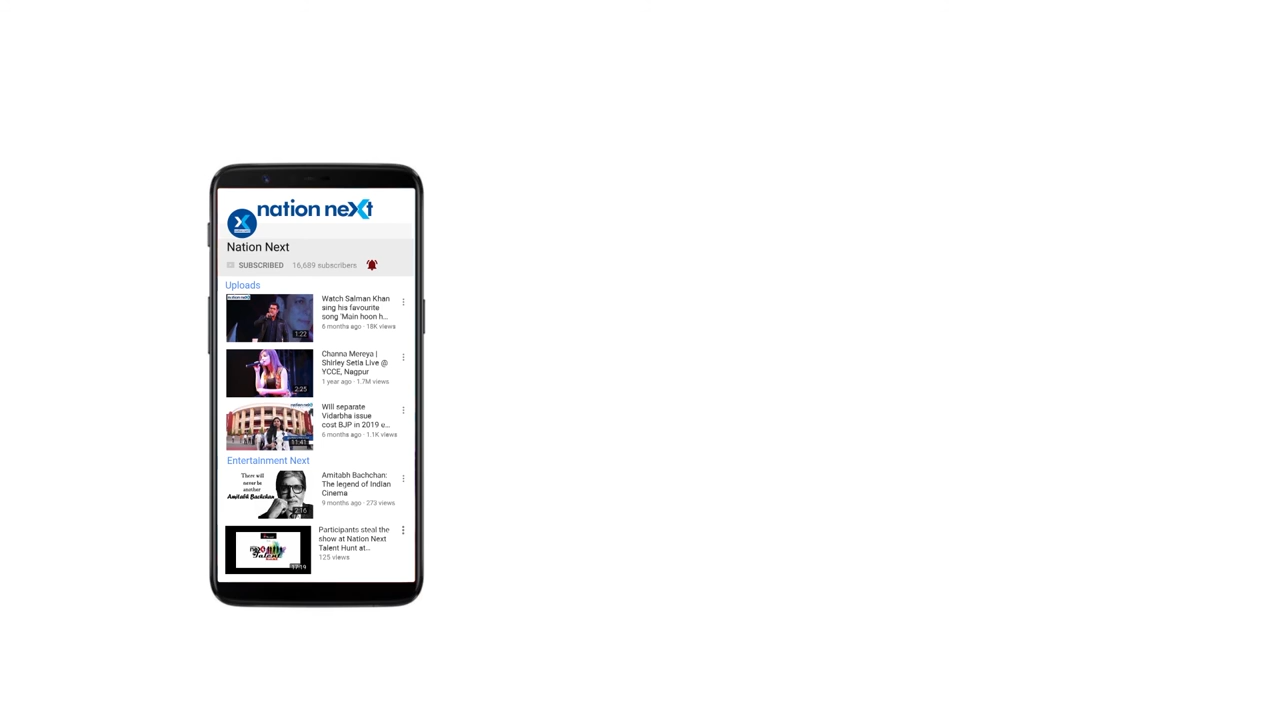 nation next
Nation Next
SUBSCRIBED 16,689 subscribers
Uploads
Watch Salman Khan
sing his favourite
song 'Main hoon h...
6 months ago · 18K views
1:22
Channa Mereya |
Shirley Setia Live @
YCCE, Nagpur
1 year ago · 1.7M views
2:25
Will separate
Vidarbha issue
cost BJP in 2019 e...
6 months ago · 1.1K views
11:41
Entertainment Next
There will
never be
another
Amitabh Bachchan
2:16
Amitabh Bachchan:
The legend of Indian
Cinema
9 months ago · 273 views
Participants steal the
show at Nation Next
Talent Hunt at...
125 views
17:19